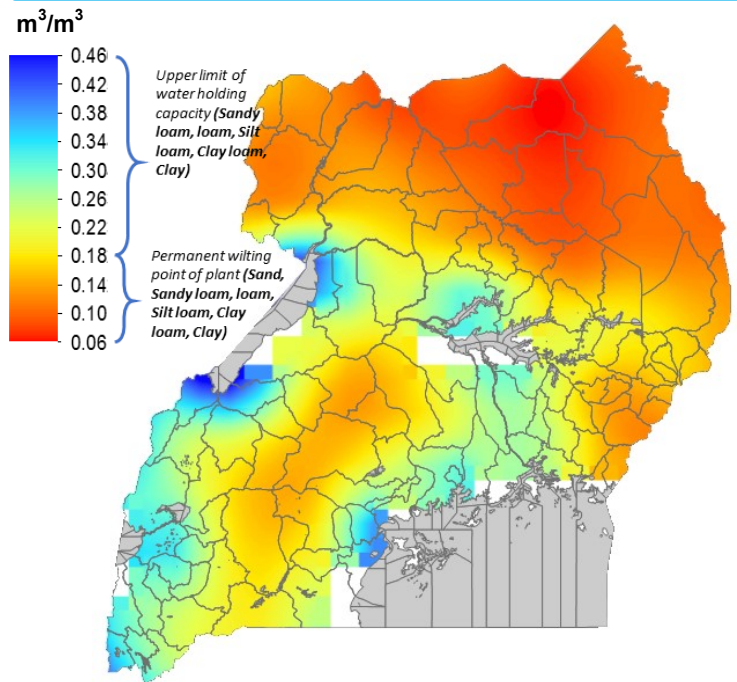 m³/m³
0.46
0.38
0.34
0.30
0.26
0.22
0.18
0.14
0.10
0.06
Upper limit of
water holding
capacity (Sandy
loam, loam, Silt
loam, Clay loam,
Clay)
Permanent wilting
point of plant (Sand,
Sandy loam, loam,
Silt loam, Clay
loam, Clay)